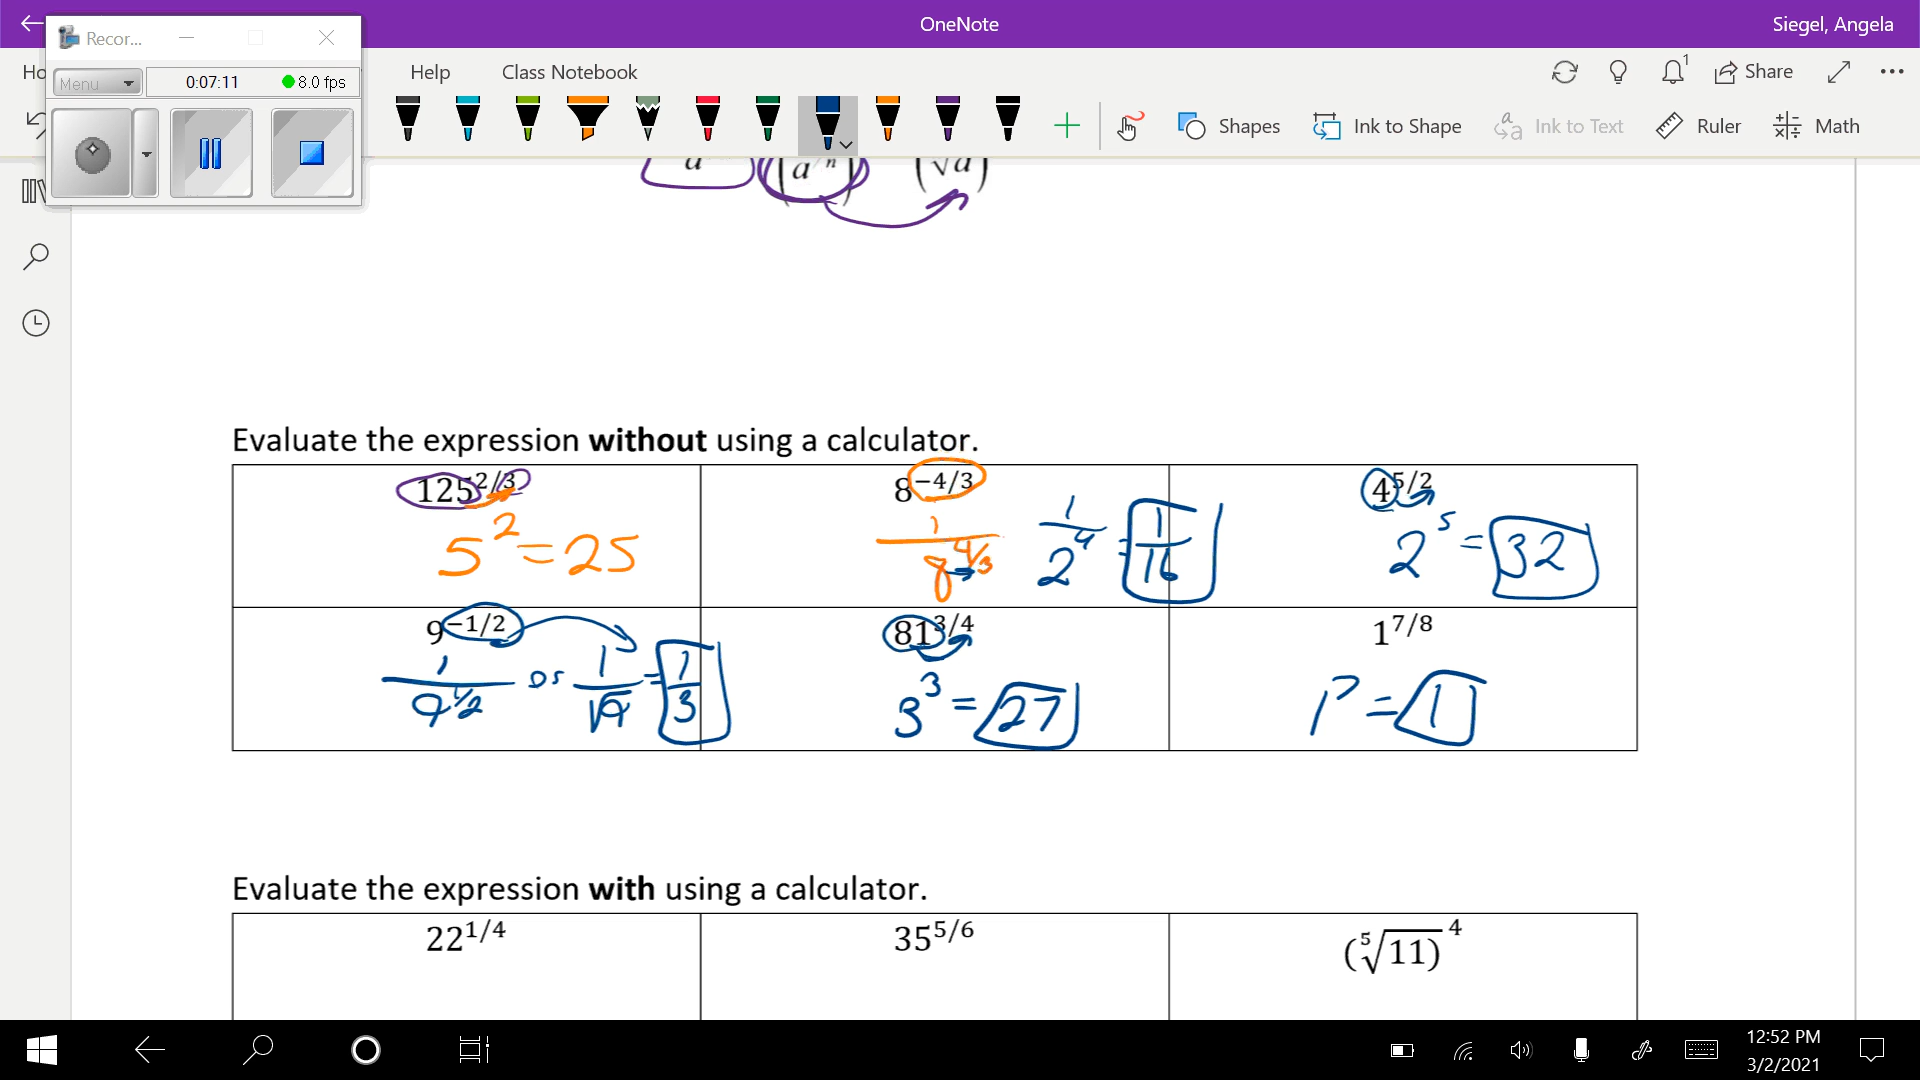 OneNote
Siegel, Angela
Recor...
Menu
0:07:11
8.0 fps
Help
Class Notebook
1
Share
Shapes
Ink to Shape
Ink to Text
Ruler
Math
(√a)
Evaluate the expression without using a calculator.
125^{2/3}
5^2 = 25
8^{-4/3}
1/8^{4/3} 1/2^4 = 1/16
4^{5/2}
2^5 = 32
9^{-1/2}
1/9^{1/2} or 1/√9 = 1/3
81^{3/4}
3^3 = 27
1^{7/8}
1^7 = 1
Evaluate the expression with using a calculator.
22^{1/4}
35^{5/6}
(⁵√11)^4
12:52 PM
3/2/2021